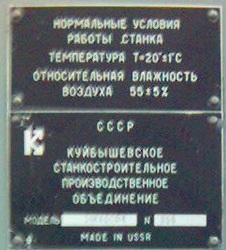 НОРМАЛЬНЫЕ УСЛОВИЯ
РАБОТЫ СТАНКА
ТЕМПЕРАТУРА Т=20°±1°С
ОТНОСИТЕЛЬНАЯ ВЛАЖНОСТЬ
ВОЗДУХА 55±5%
СССР
КУЙБЫШЕВСКОЕ
СТАНКОСТРОИТЕЛЬНОЕ
ПРОИЗВОДСТВЕННОЕ
ОБЪЕДИНЕНИЕ
МОДЕЛЬ N
MADE IN USSR